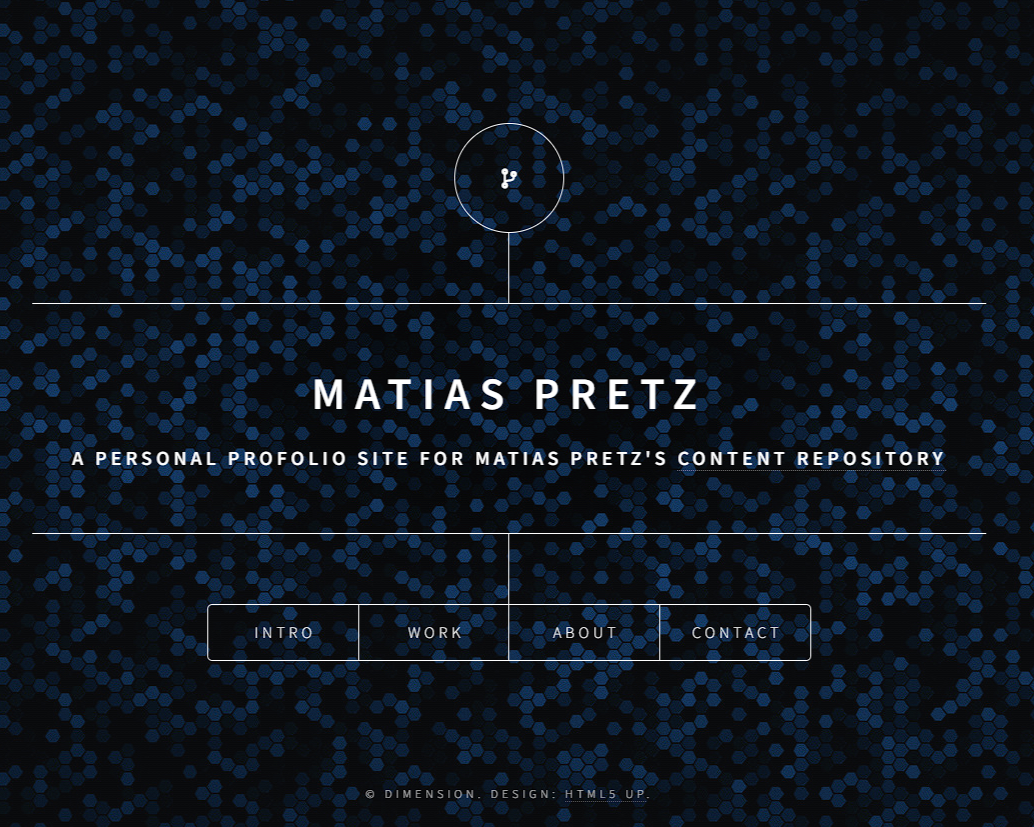 MATIAS PRETZ
A PERSONAL PROFOLIO SITE FOR MATIAS PRETZ'S CONTENT REPOSITORY
INTRO
WORK
ABOUT
CONTACT
© DIMENSION. DESIGN: HTML5 UP.